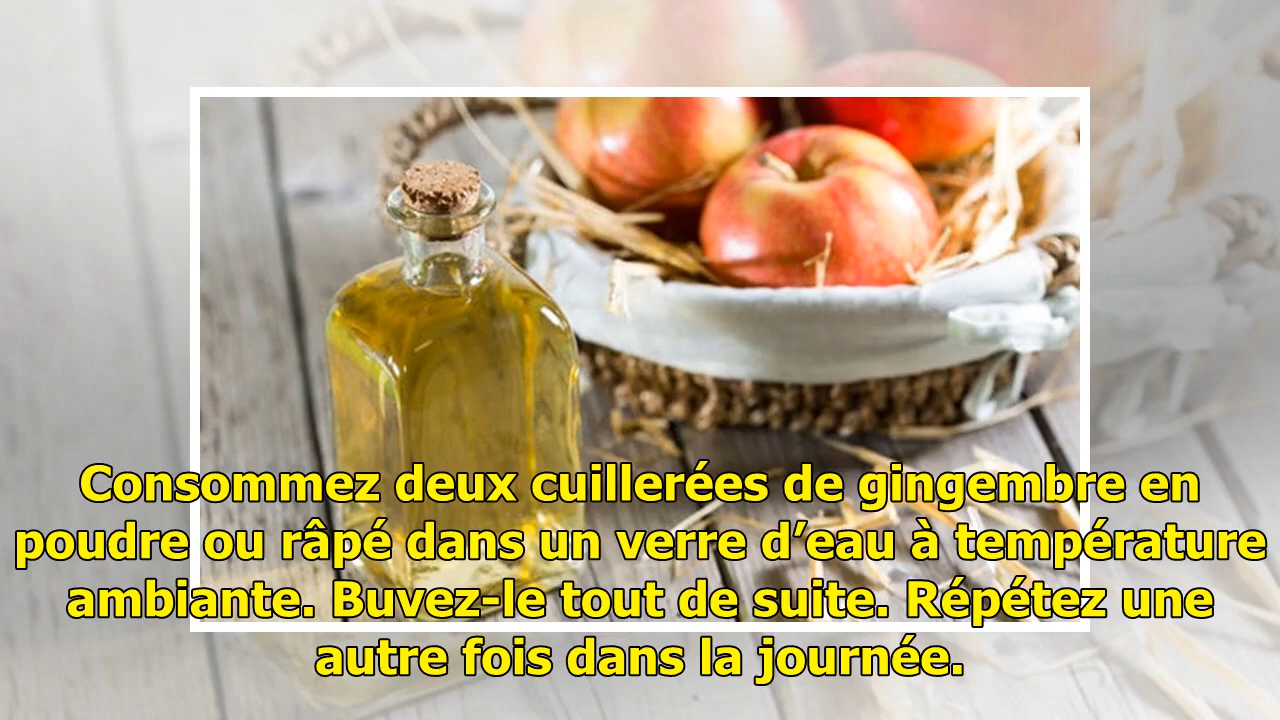 Consommez deux cuillerées de gingembre en
poudre ou râpé dans un verre d’eau à température
ambiante. Buvez-le tout de suite. Répétez une
autre fois dans la journée.